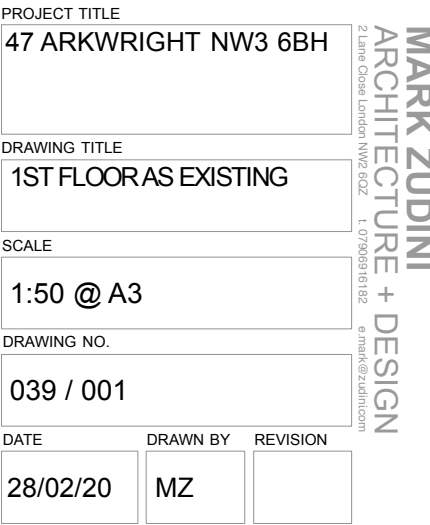 PROJECT TITLE
47 ARKWRIGHT NW3 6BH
DRAWING TITLE
1ST FLOOR AS EXISTING
SCALE
1:50 @ A3
DRAWING NO.
039 / 001
DATE DRAWN BY REVISION
28/02/20 MZ
MARK ZUDINI
ARCHITECTURE + DESIGN
2 Lane Close London NW2 6QZ t. 07906916182 e.mark@zudini.com